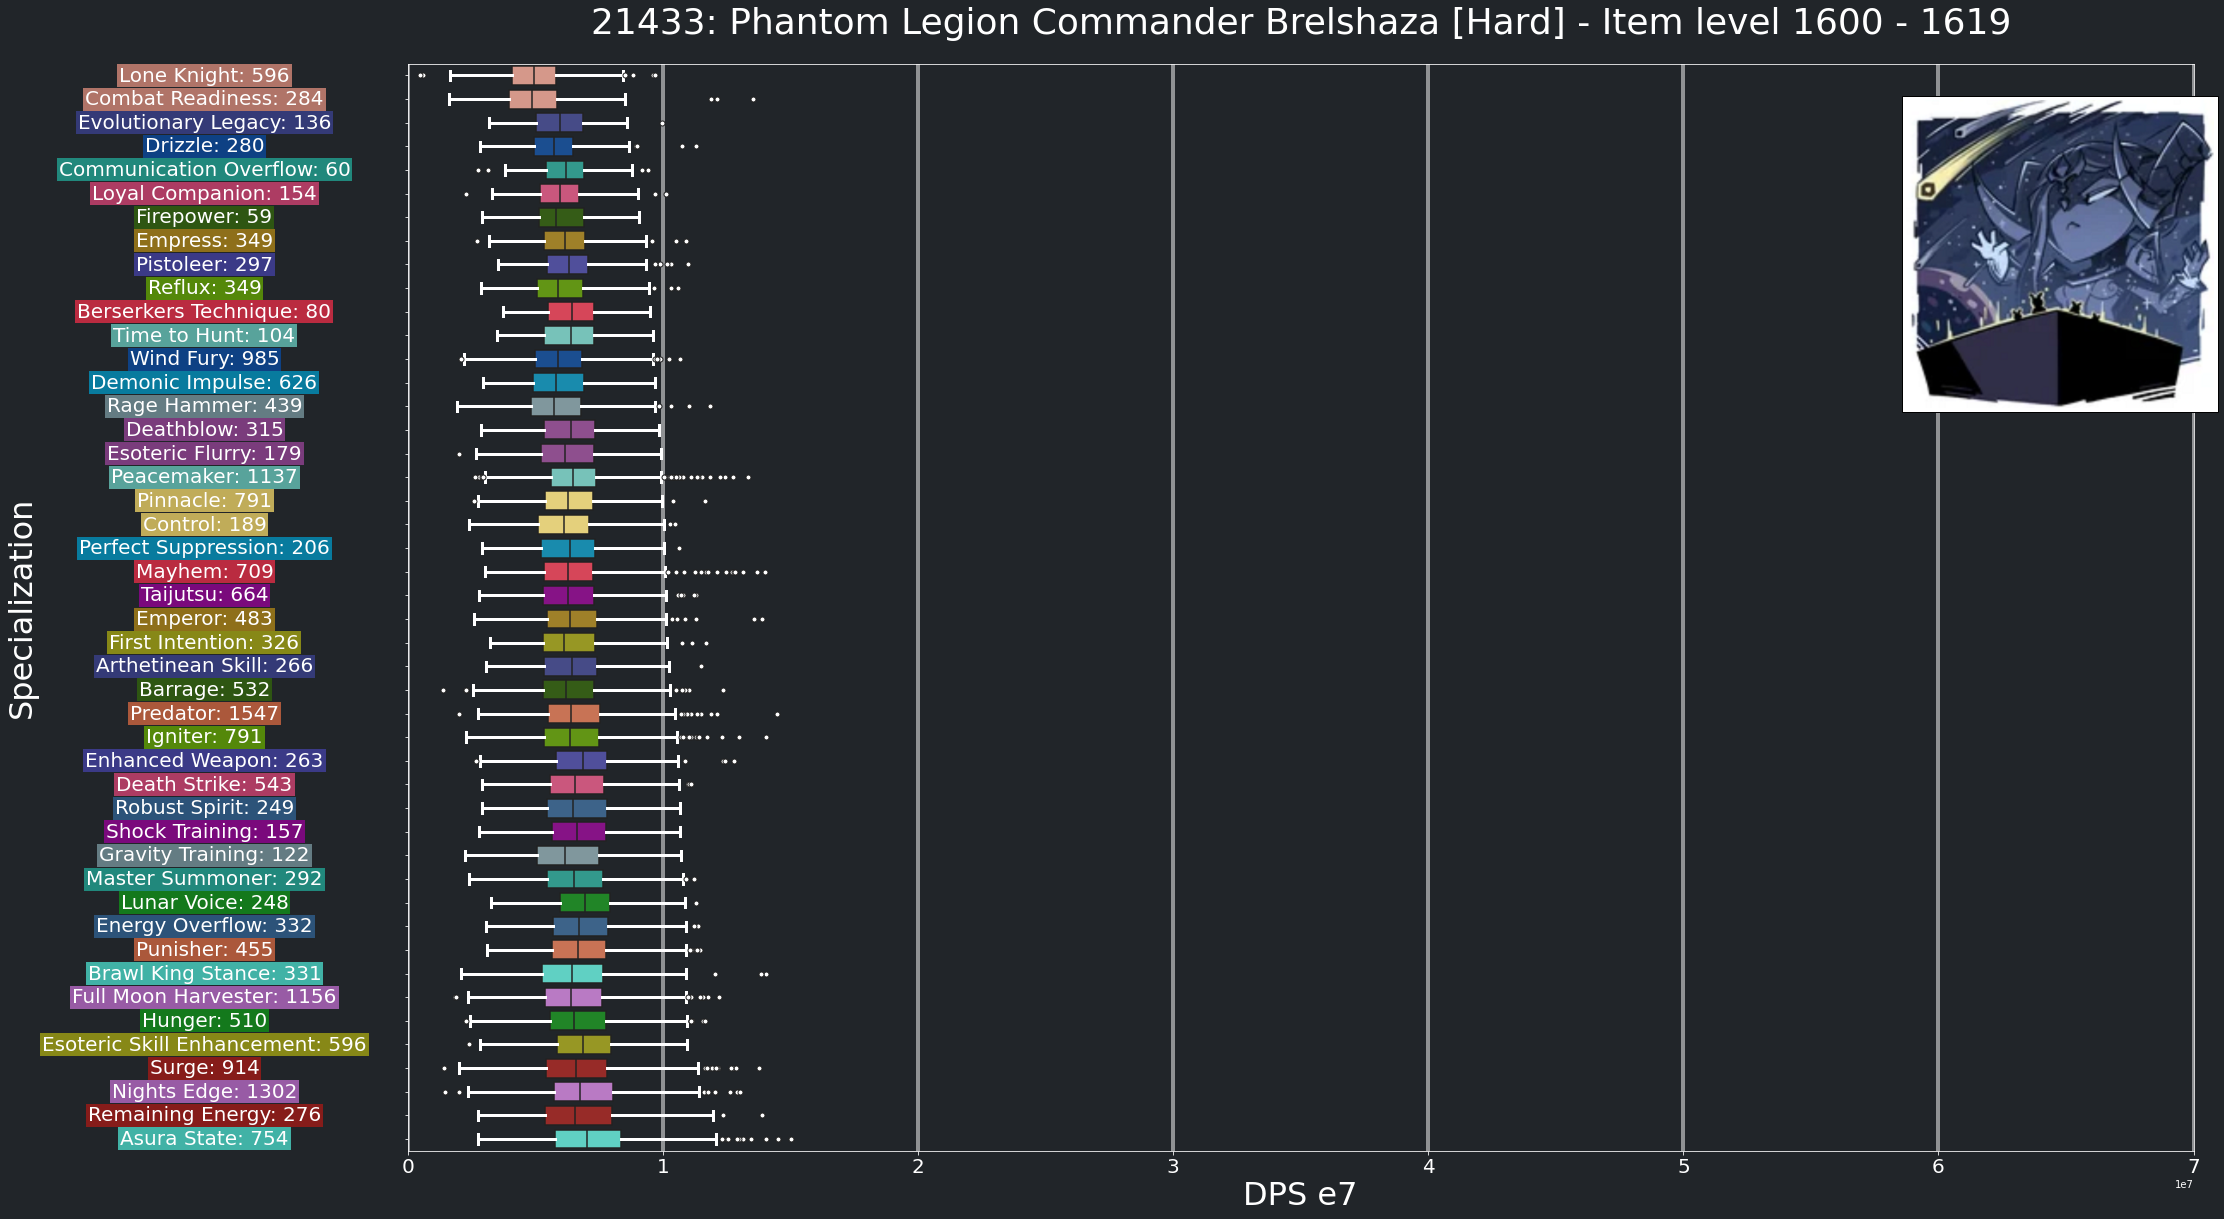 21433: Phantom Legion Commander Brelshaza [Hard] - Item level 1600 - 1619
Specialization
Lone Knight: 596
Combat Readiness: 284
Evolutionary Legacy: 136
Drizzle: 280
Communication Overflow: 60
Loyal Companion: 154
Firepower: 59
Empress: 349
Pistoleer: 297
Reflux: 349
Berserkers Technique: 80
Time to Hunt: 104
Wind Fury: 985
Demonic Impulse: 626
Rage Hammer: 439
Deathblow: 315
Esoteric Flurry: 179
Peacemaker: 1137
Pinnacle: 791
Control: 189
Perfect Suppression: 206
Mayhem: 709
Taijutsu: 664
Emperor: 483
First Intention: 326
Arthetinean Skill: 266
Barrage: 532
Predator: 1547
Igniter: 791
Enhanced Weapon: 263
Death Strike: 543
Robust Spirit: 249
Shock Training: 157
Gravity Training: 122
Master Summoner: 292
Lunar Voice: 248
Energy Overflow: 332
Punisher: 455
Brawl King Stance: 331
Full Moon Harvester: 1156
Hunger: 510
Esoteric Skill Enhancement: 596
Surge: 914
Nights Edge: 1302
Remaining Energy: 276
Asura State: 754
0 1 2 3 4 5 6 7
1e7
DPS e7